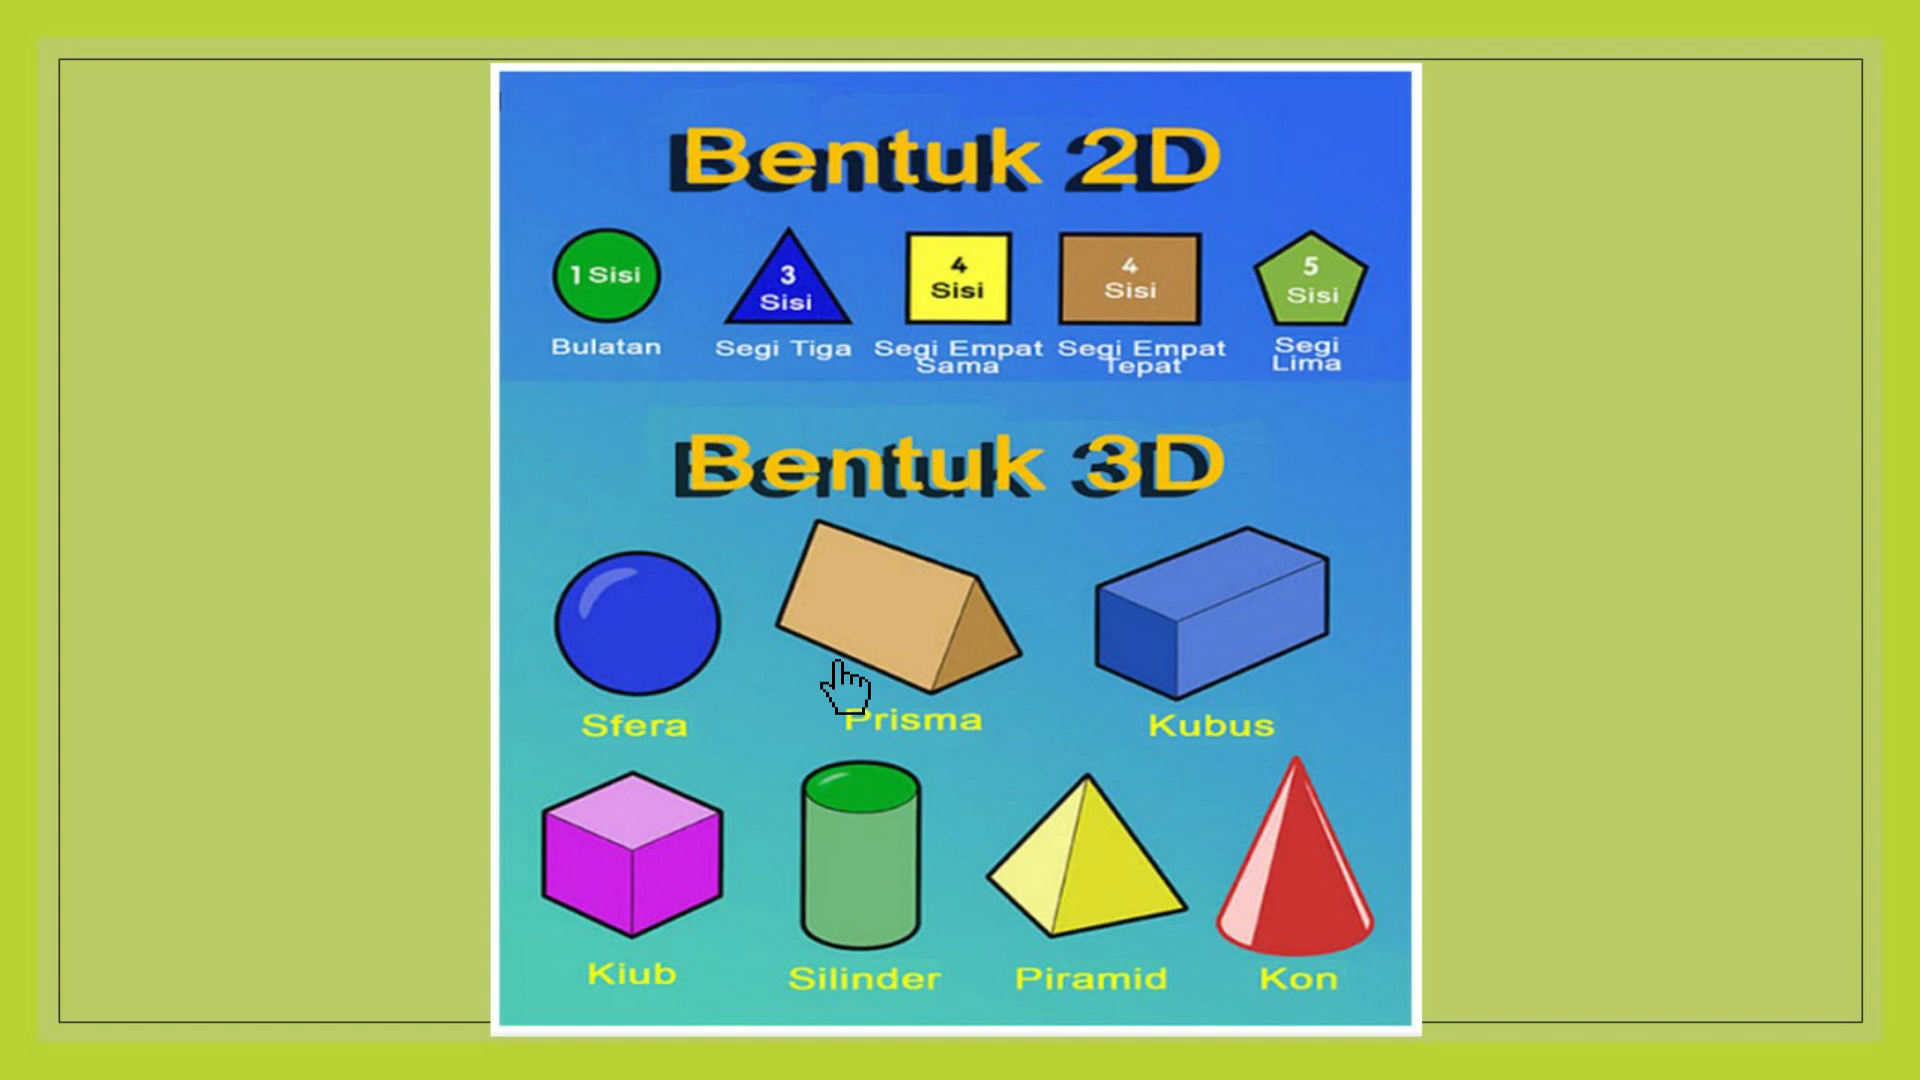 Bentuk 2D
1 Sisi
3
Sisi
4
Sisi
4
Sisi
5
Sisi
Bulatan
Segi Tiga
Segi Empat
Sama
Segi Empat
Tepat
Segi
Lima
Bentuk 3D
Sfera
Prisma
Kubus
Kiub
Silinder
Piramid
Kon